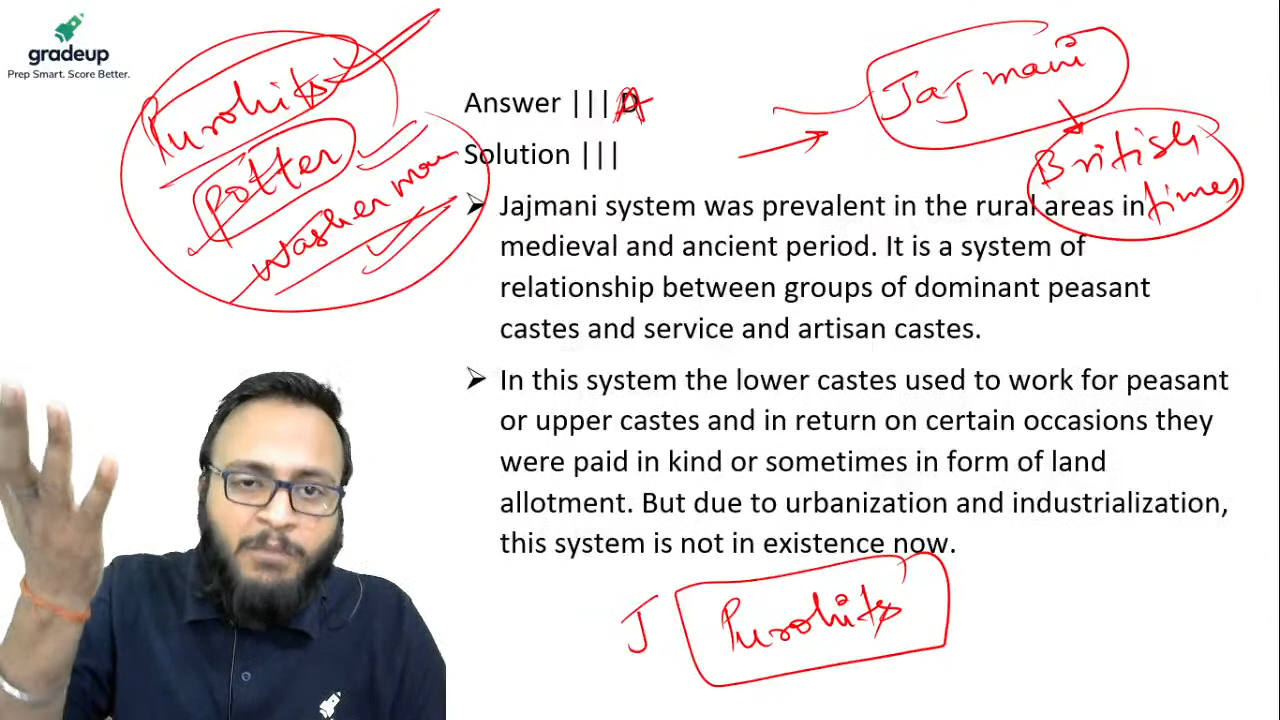 gradeup
Prep Smart. Score Better.
Purohits
Potter
washer man
Jajmani
British
times
Answer ||| A
Solution |||
Jajmani system was prevalent in the rural areas in
medieval and ancient period. It is a system of
relationship between groups of dominant peasant
castes and service and artisan castes.
In this system the lower castes used to work for peasant
or upper castes and in return on certain occasions they
were paid in kind or sometimes in form of land
allotment. But due to urbanization and industrialization,
this system is not in existence now.
J Purohits